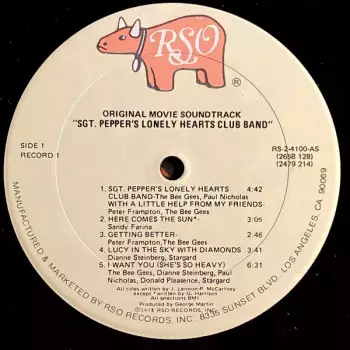 RSO
®
ORIGINAL MOVIE SOUNDTRACK
"SGT. PEPPER'S LONELY HEARTS CLUB BAND"
SIDE 1
RECORD 1
RS-2-4100-AS
(2658 128)
(2479 214)
1. SGT. PEPPER'S LONELY HEARTS 4:42
CLUB BAND-The Bee Gees, Paul Nicholas
WITH A LITTLE HELP FROM MY FRIENDS-
Peter Frampton, The Bee Gees
2. HERE COMES THE SUN*- 3:05
Sandy Farina
3. GETTING BETTER- 2:46
Peter Frampton, The Bee Gees
4. LUCY IN THE SKY WITH DIAMONDS 3:41
Dianne Steinberg, Stargard
5. I WANT YOU (SHE'S SO HEAVY) 6:31
The Bee Gees, Dianne Steinberg, Paul
Nicholas, Donald Pleasence, Stargard
All titles written by J. Lennon-P. McCartney
except *written by G. Harrison
All selections BMI
Produced by George Martin
℗ 1978 RSO RECORDS, INC.
MANUFACTURED & MARKETED BY RSO RECORDS, INC. 8335 SUNSET BLVD. - LOS ANGELES, CA. 90069